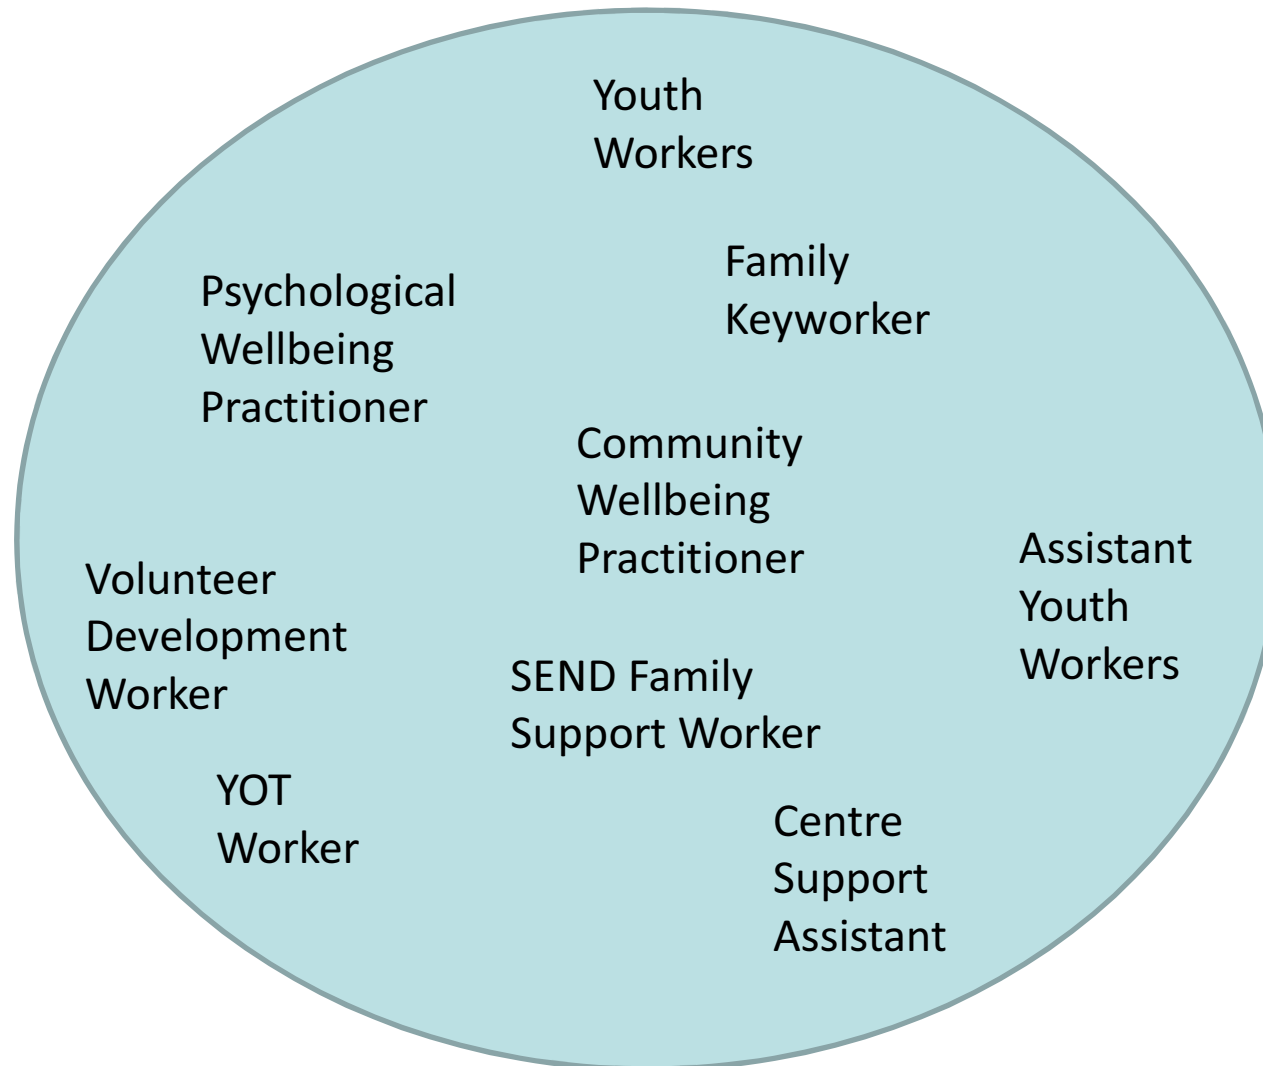 Youth
Workers
Family
Keyworker
Psychological
Wellbeing
Practitioner
Community
Wellbeing
Practitioner
Assistant
Youth
Workers
Volunteer
Development
Worker
SEND Family
Support Worker
YOT
Worker
Centre
Support
Assistant